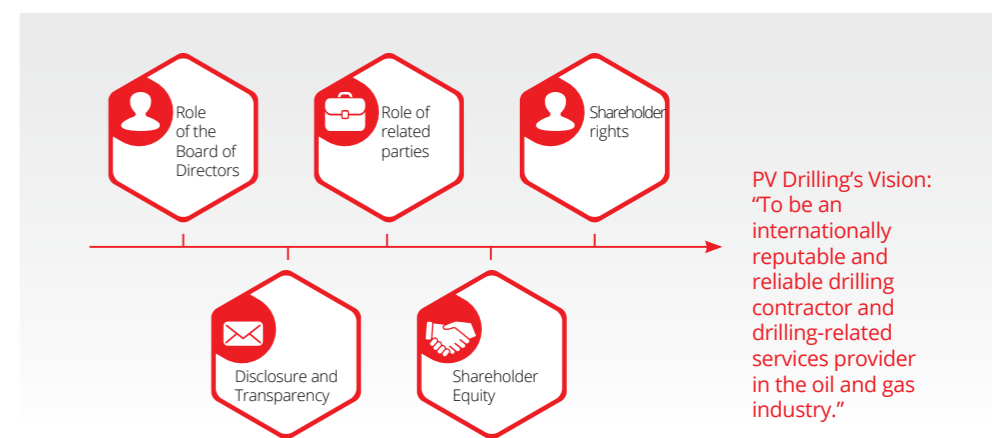 Role
of the
Board of
Directors
Role of
related
parties
Shareholder
rights
Disclosure and
Transparency
Shareholder
Equity
PV Drilling’s Vision:
“To be an
internationally
reputable and
reliable drilling
contractor and
drilling-related
services provider
in the oil and gas
industry.”